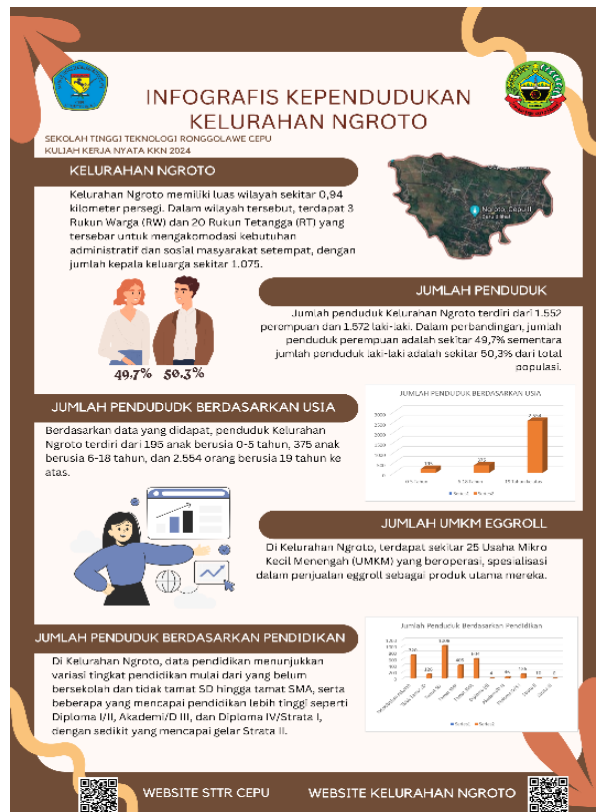 INFOGRAFIS KEPENDUDUKAN
KELURAHAN NGROTO
SEKOLAH TINGGI TEKNOLOGI RONGGOLAWE CEPU
KULIAH KERJA NYATA KKN 2024
KELURAHAN NGROTO
Kelurahan Ngroto memiliki luas wilayah sekitar 0,94
kilometer persegi. Dalam wilayah tersebut, terdapat 3
Rukun Warga (RW) dan 20 Rukun Tetangga (RT) yang
tersebar untuk mengakomodasi kebutuhan
administratif dan sosial masyarakat setempat, dengan
jumlah kepala keluarga sekitar 1.075.
JUMLAH PENDUDUK
Jumlah penduduk Kelurahan Ngroto terdiri dari 1.552
perempuan dan 1.572 laki-laki. Dalam perbandingan, jumlah
penduduk perempuan adalah sekitar 49,7% sementara
jumlah penduduk laki-laki adalah sekitar 50,3% dari total
populasi.
49.7% 50.3%
JUMLAH PENDUDUDK BERDASARKAN USIA
Berdasarkan data yang didapat, penduduk Kelurahan
Ngroto terdiri dari 195 anak berusia 0-5 tahun, 375 anak
berusia 6-18 tahun, dan 2.554 orang berusia 19 tahun ke
atas.
JUMLAH PENDUDUK BERDASARKAN USIA
3000
2500
2000
1500
1000
500
0
JUMLAH UMKM EGGROLL
Di Kelurahan Ngroto, terdapat sekitar 25 Usaha Mikro
Kecil Menengah (UMKM) yang beroperasi, spesialisasi
dalam penjualan eggroll sebagai produk utama mereka.
JUMLAH PENDUDUK BERDASARKAN PENDIDIKAN
Di Kelurahan Ngroto, data pendidikan menunjukkan
variasi tingkat pendidikan mulai dari yang belum
bersekolah dan tidak tamat SD hingga tamat SMA, serta
beberapa yang mencapai pendidikan lebih tinggi seperti
Diploma I/II, Akademi/D III, dan Diploma IV/Strata I,
dengan sedikit yang mencapai gelar Strata II.
Jumlah Penduduk Berdasarkan Pendidikan
WEBSITE STTR CEPU
WEBSITE KELURAHAN NGROTO